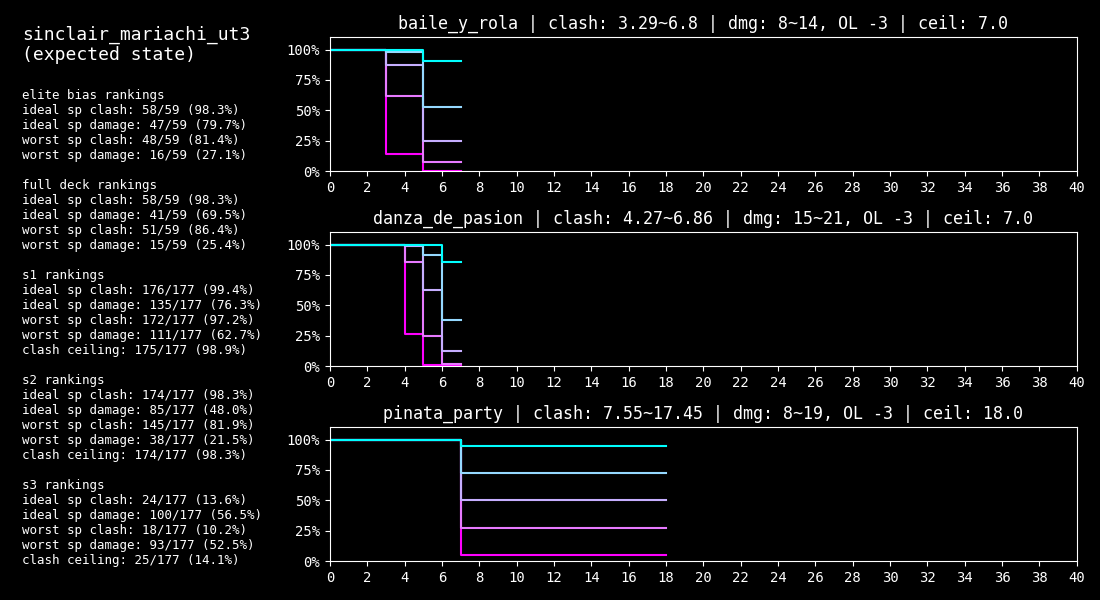 sinclair_mariachi_ut3
(expected state)
elite bias rankings
ideal sp clash: 58/59 (98.3%)
ideal sp damage: 47/59 (79.7%)
worst sp clash: 48/59 (81.4%)
worst sp damage: 16/59 (27.1%)
full deck rankings
ideal sp clash: 58/59 (98.3%)
ideal sp damage: 41/59 (69.5%)
worst sp clash: 51/59 (86.4%)
worst sp damage: 15/59 (25.4%)
s1 rankings
ideal sp clash: 176/177 (99.4%)
ideal sp damage: 135/177 (76.3%)
worst sp clash: 172/177 (97.2%)
worst sp damage: 111/177 (62.7%)
clash ceiling: 175/177 (98.9%)
s2 rankings
ideal sp clash: 174/177 (98.3%)
ideal sp damage: 85/177 (48.0%)
worst sp clash: 145/177 (81.9%)
worst sp damage: 38/177 (21.5%)
clash ceiling: 174/177 (98.3%)
s3 rankings
ideal sp clash: 24/177 (13.6%)
ideal sp damage: 100/177 (56.5%)
worst sp clash: 18/177 (10.2%)
worst sp damage: 93/177 (52.5%)
clash ceiling: 25/177 (14.1%)
baile_y_rola | clash: 3.29~6.8 | dmg: 8~14, OL -3 | ceil: 7.0
100%
75%
50%
25%
0%
0 2 4 6 8 10 12 14 16 18 20 22 24 26 28 30 32 34 36 38 40
danza_de_pasion | clash: 4.27~6.86 | dmg: 15~21, OL -3 | ceil: 7.0
100%
75%
50%
25%
0%
0 2 4 6 8 10 12 14 16 18 20 22 24 26 28 30 32 34 36 38 40
pinata_party | clash: 7.55~17.45 | dmg: 8~19, OL -3 | ceil: 18.0
100%
75%
50%
25%
0%
0 2 4 6 8 10 12 14 16 18 20 22 24 26 28 30 32 34 36 38 40